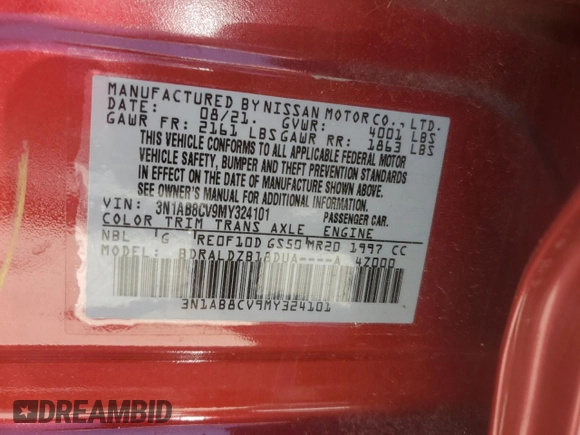 MANUFACTURED BY NISSAN MOTOR CO., LTD.
DATE: 08/21. GVWR: 4001 LBS
GAWR FR: 2161 LBS GAWR RR: 1863 LBS
THIS VEHICLE CONFORMS TO ALL APPLICABLE FEDERAL MOTOR
VEHICLE SAFETY, BUMPER AND THEFT PREVENTION STANDARDS
IN EFFECT ON THE DATE OF MANUFACTURE SHOWN ABOVE.
SEE OWNER'S MANUAL FOR ADDITIONAL INFORMATION.
VIN: 3N1AB8CV9MY324101 PASSENGER CAR.
COLOR TRIM TRANS AXLE ENGINE
NBL G RE0F10D GS50 MR20 1997 CC
MODEL: BDRALDZB18DUA----A 4Z000
3N1AB8CV9MY324101
DREAMBID